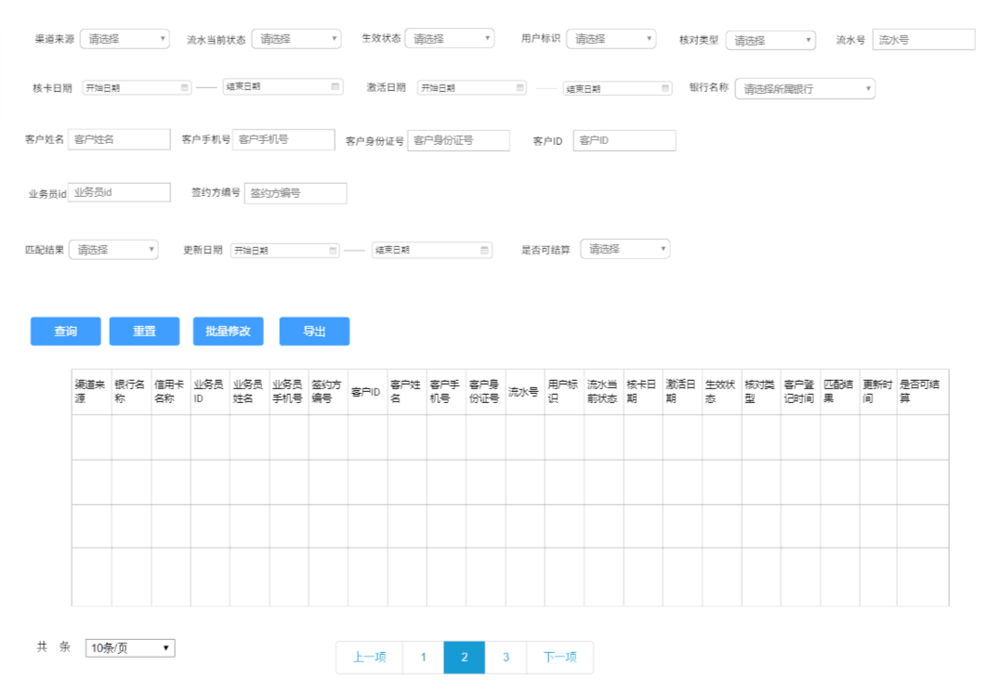 渠道来源 请选择 流水当前状态 请选择 生效状态 请选择 用户标识 请选择 核对类型 请选择 流水号 流水号
核卡日期 开始日期 结束日期 激活日期 开始日期 结束日期 银行名称 请选择所属银行
客户姓名 客户姓名 客户手机号 客户手机号 客户身份证号 客户身份证号 客户ID 客户ID
业务员id 业务员id 签约方编号 签约方编号
匹配结果 请选择 更新日期 开始日期 结束日期 是否可结算 请选择
查询 重置 批量修改 导出
渠道来源 银行名称 信用卡名称 业务员ID 业务员姓名 业务员手机号 签约方编号 客户ID 客户姓名 客户手机号 客户身份证号 流水号 用户标识 流水当前状态 核卡日期 激活日期 生效状态 核对类型 客户登记时间 匹配结果 更新时间 是否可结算
共 条 10条/页 上一项 1 2 3 下一项